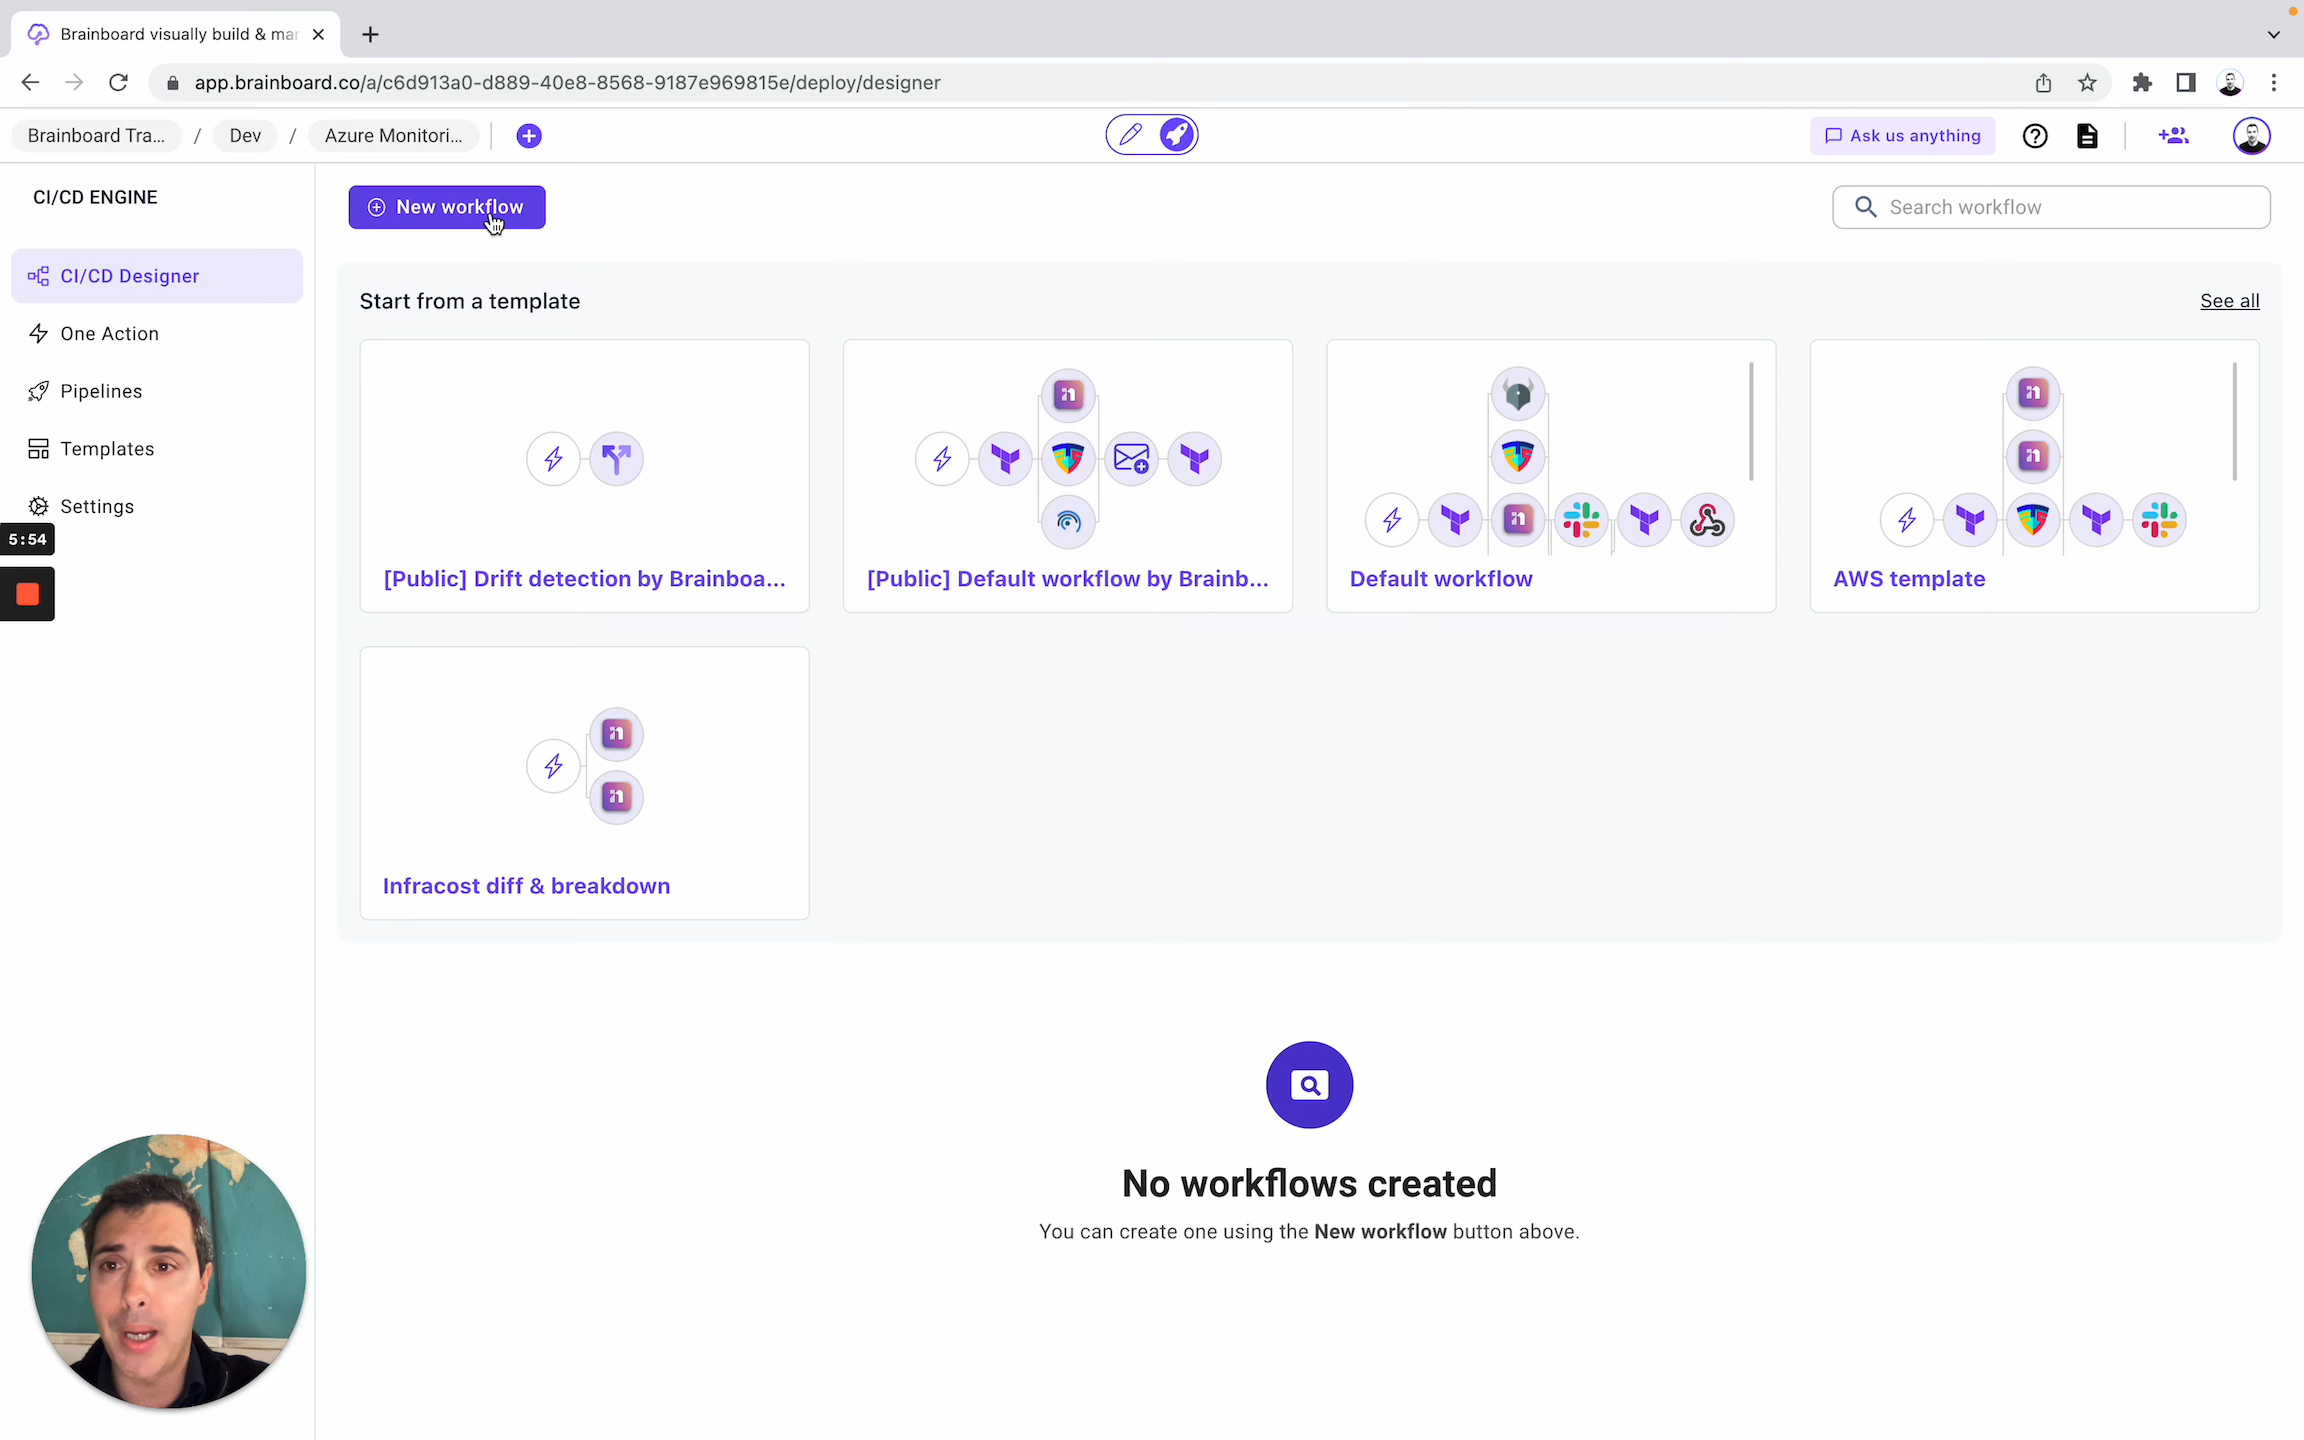 Brainboard visually build & mar
app.brainboard.co/a/c6d913a0-d889-40e8-8568-9187e969815e/deploy/designer
Brainboard Tra... / Dev / Azure Monitori...
Ask us anything
CI/CD ENGINE
New workflow
Search workflow
CI/CD Designer
One Action
Pipelines
Templates
Settings
5:54
Start from a template
See all
[Public] Drift detection by Brainboa...
[Public] Default workflow by Brainb...
Default workflow
AWS template
Infracost diff & breakdown
No workflows created
You can create one using the New workflow button above.